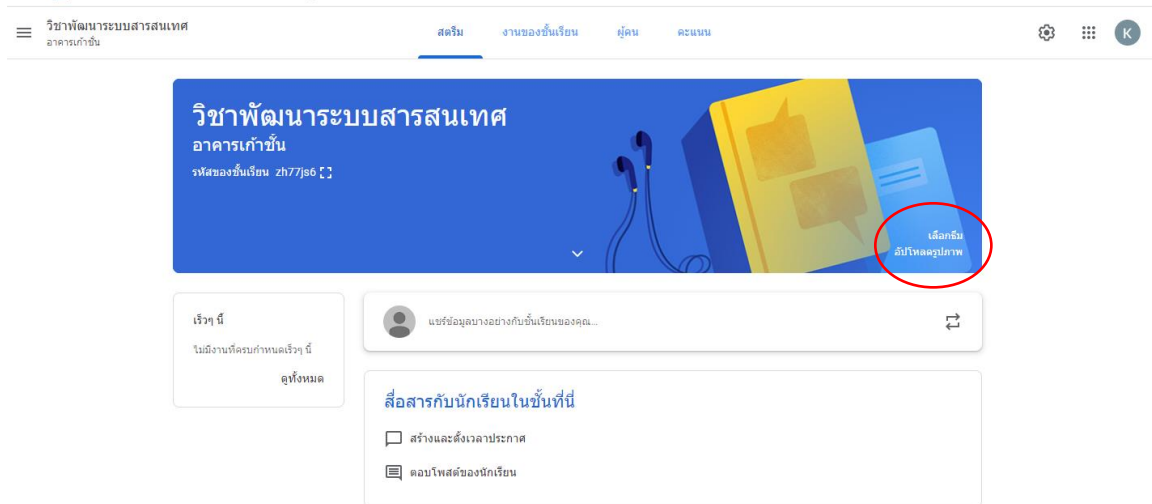 วิชาพัฒนาระบบสารสนเทศ
อาคารเก้าชั้น
สตรีม งานของชั้นเรียน ผู้คน คะแนน
K
วิชาพัฒนาระบบสารสนเทศ
อาคารเก้าชั้น
รหัสของชั้นเรียน zh77js6
เลือกธีม
อัปโหลดรูปภาพ
เร็วๆ นี้
ไม่มีงานที่ครบกำหนดเร็วๆ นี้
ดูทั้งหมด
แชร์ข้อมูลบางอย่างกับชั้นเรียนของคุณ...
สื่อสารกับนักเรียนในชั้นที่นี่
สร้างและตั้งเวลาประกาศ
ตอบโพสต์ของนักเรียน